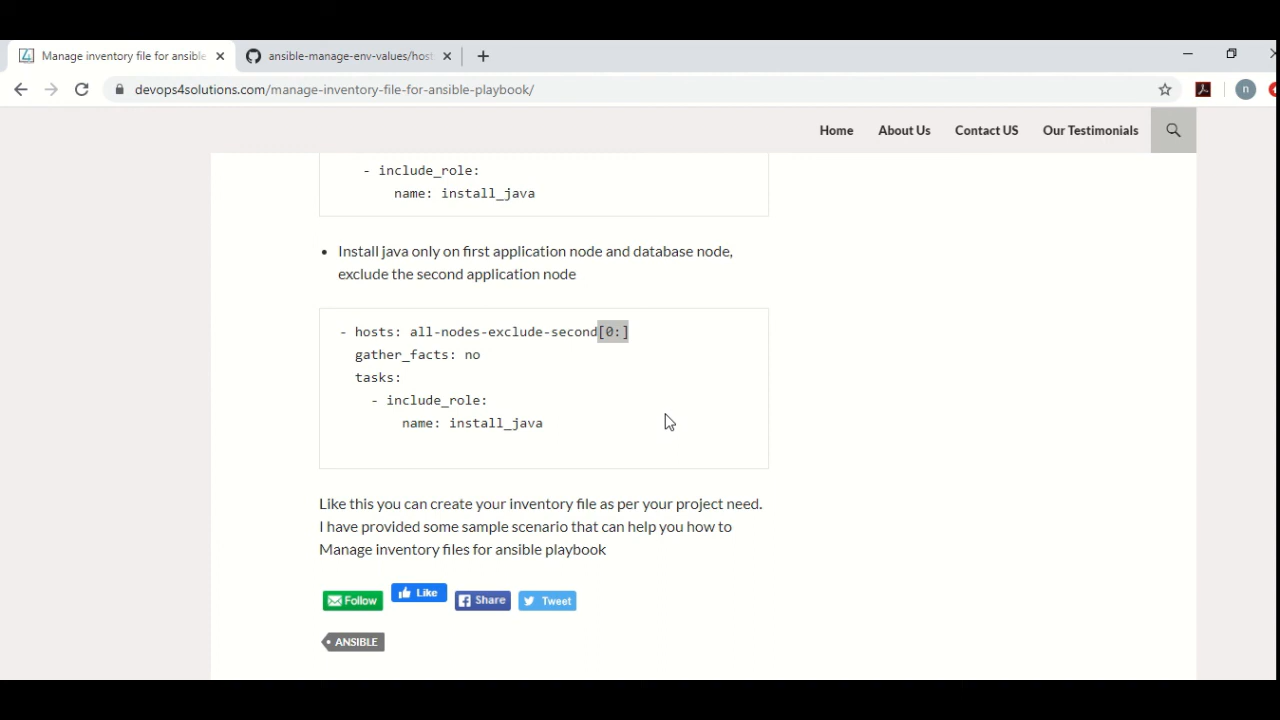 Manage inventory file for ansible
ansible-manage-env-values/host
devops4solutions.com/manage-inventory-file-for-ansible-playbook/
n
Home About Us Contact US Our Testimonials
- include_role:
name: install_java
• Install java only on first application node and database node,
exclude the second application node
- hosts: all-nodes-exclude-second[0:]
gather_facts: no
tasks:
- include_role:
name: install_java
Like this you can create your inventory file as per your project need.
I have provided some sample scenario that can help you how to
Manage inventory files for ansible playbook
Follow Like Share Tweet
ANSIBLE